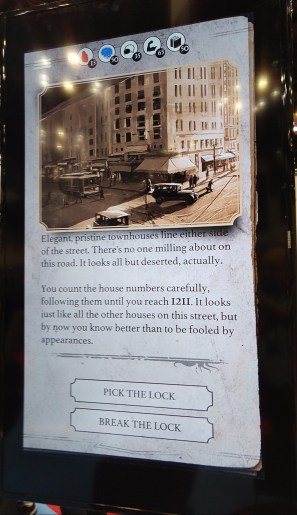 Elegant, pristine townhouses line either side
of the street. There's no one milling about on
this road. It looks all but deserted, actually.
You count the house numbers carefully,
following them until you reach 1211. It looks
just like all the other houses on this street, but
by now you know better than to be fooled by
appearances.
PICK THE LOCK
BREAK THE LOCK